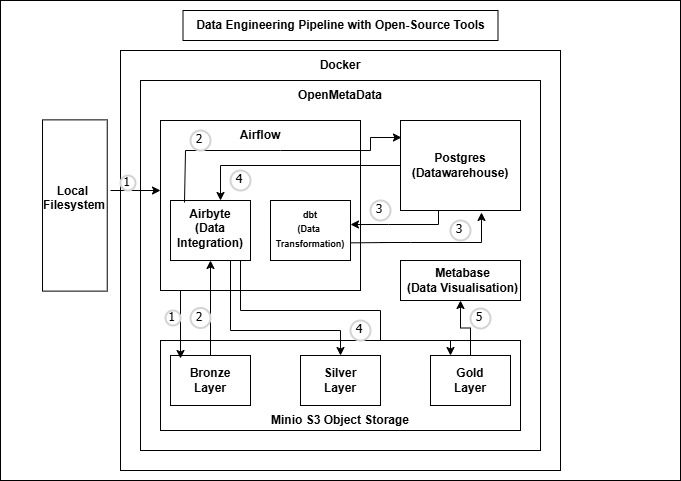 Data Engineering Pipeline with Open-Source Tools
Docker
OpenMetaData
Airflow
2
Postgres
(Datawarehouse)
Local
Filesystem
1
4
Airbyte
(Data
Integration)
dbt
(Data
Transformation)
3
3
Metabase
(Data Visualisation)
1
2
4
5
Bronze
Layer
Silver
Layer
Gold
Layer
Minio S3 Object Storage